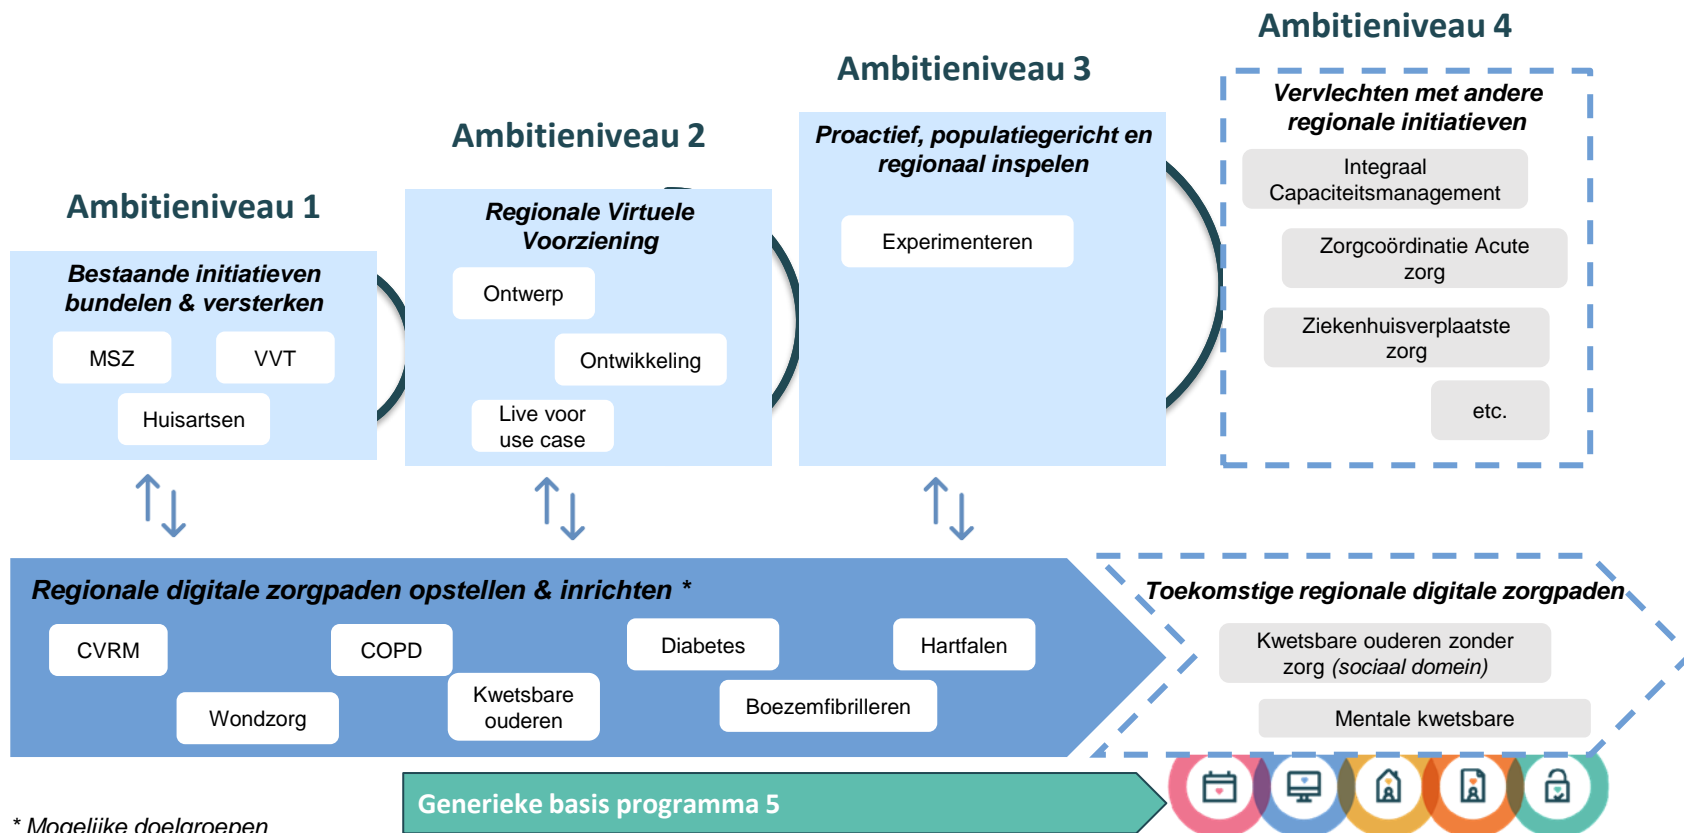 Ambitieniveau 1
Bestaande initiatieven
bundelen & versterken
MSZ
VVT
Huisartsen
Ambitieniveau 2
Regionale Virtuele
Voorziening
Ontwerp
Ontwikkeling
Live voor
use case
Ambitieniveau 3
Proactief, populatiegericht en
regionaal inspelen
Experimenteren
Ambitieniveau 4
Vervlechten met andere
regionale initiatieven
Integraal
Capaciteitsmanagement
Zorgcoördinatie Acute
zorg
Ziekenhuisverplaatste
zorg
etc.
Regionale digitale zorgpaden opstellen & inrichten *
CVRM
COPD
Diabetes
Hartfalen
Wondzorg
Kwetsbare
ouderen
Boezemfibrilleren
Toekomstige regionale digitale zorgpaden
Kwetsbare ouderen zonder
zorg (sociaal domein)
Mentale kwetsbare
Generieke basis programma 5
* Mogelijke doelgroepen